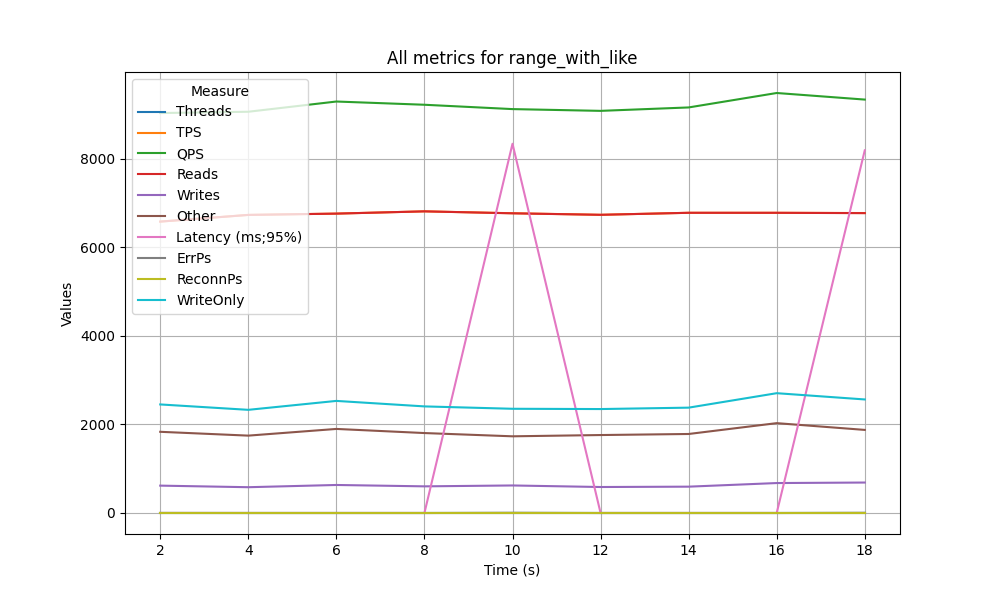 All metrics for range_with_like
Measure
Threads
TPS
QPS
Reads
Writes
Other
Latency (ms;95%)
ErrPs
ReconnPs
WriteOnly
Values
8000
6000
4000
2000
0
2 4 6 8 10 12 14 16 18
Time (s)